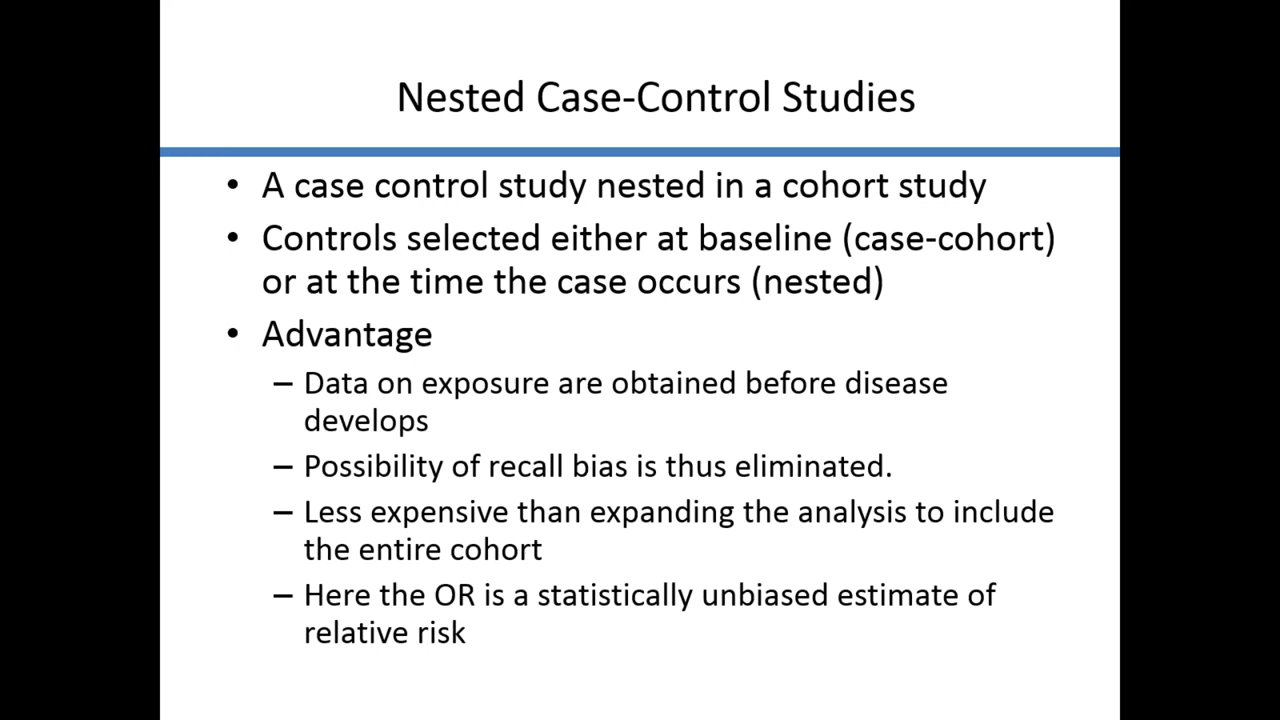 Nested Case-Control Studies
• A case control study nested in a cohort study
• Controls selected either at baseline (case-cohort)
or at the time the case occurs (nested)
• Advantage
– Data on exposure are obtained before disease
develops
– Possibility of recall bias is thus eliminated.
– Less expensive than expanding the analysis to include
the entire cohort
– Here the OR is a statistically unbiased estimate of
relative risk